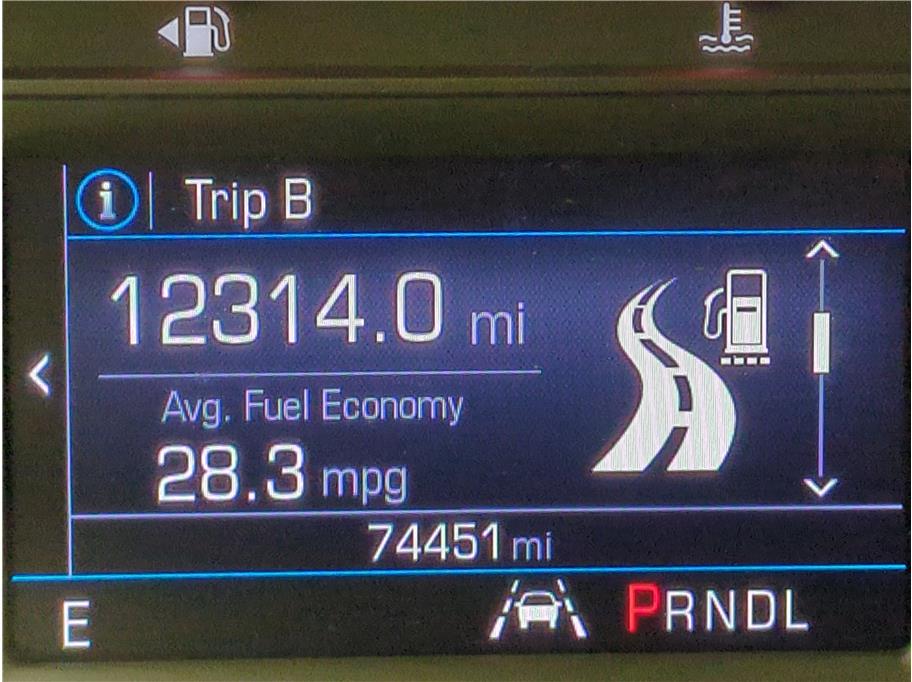 i Trip B
12314.0 mi
Avg. Fuel Economy
28.3 mpg
74451 mi
E PRNDL